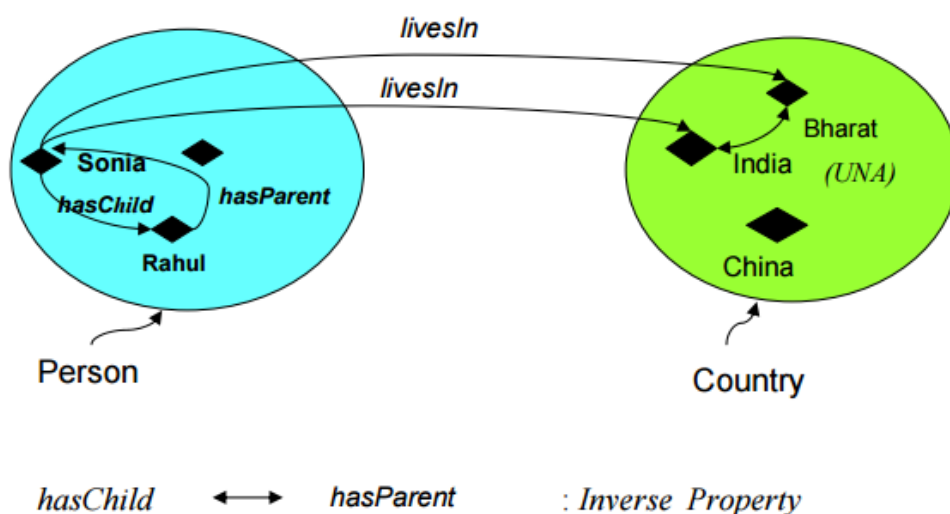 livesIn
livesIn
Sonia
hasChild
hasParent
Rahul
Bharat
India
(UNA)
China
Person
Country
hasChild hasParent : Inverse Property